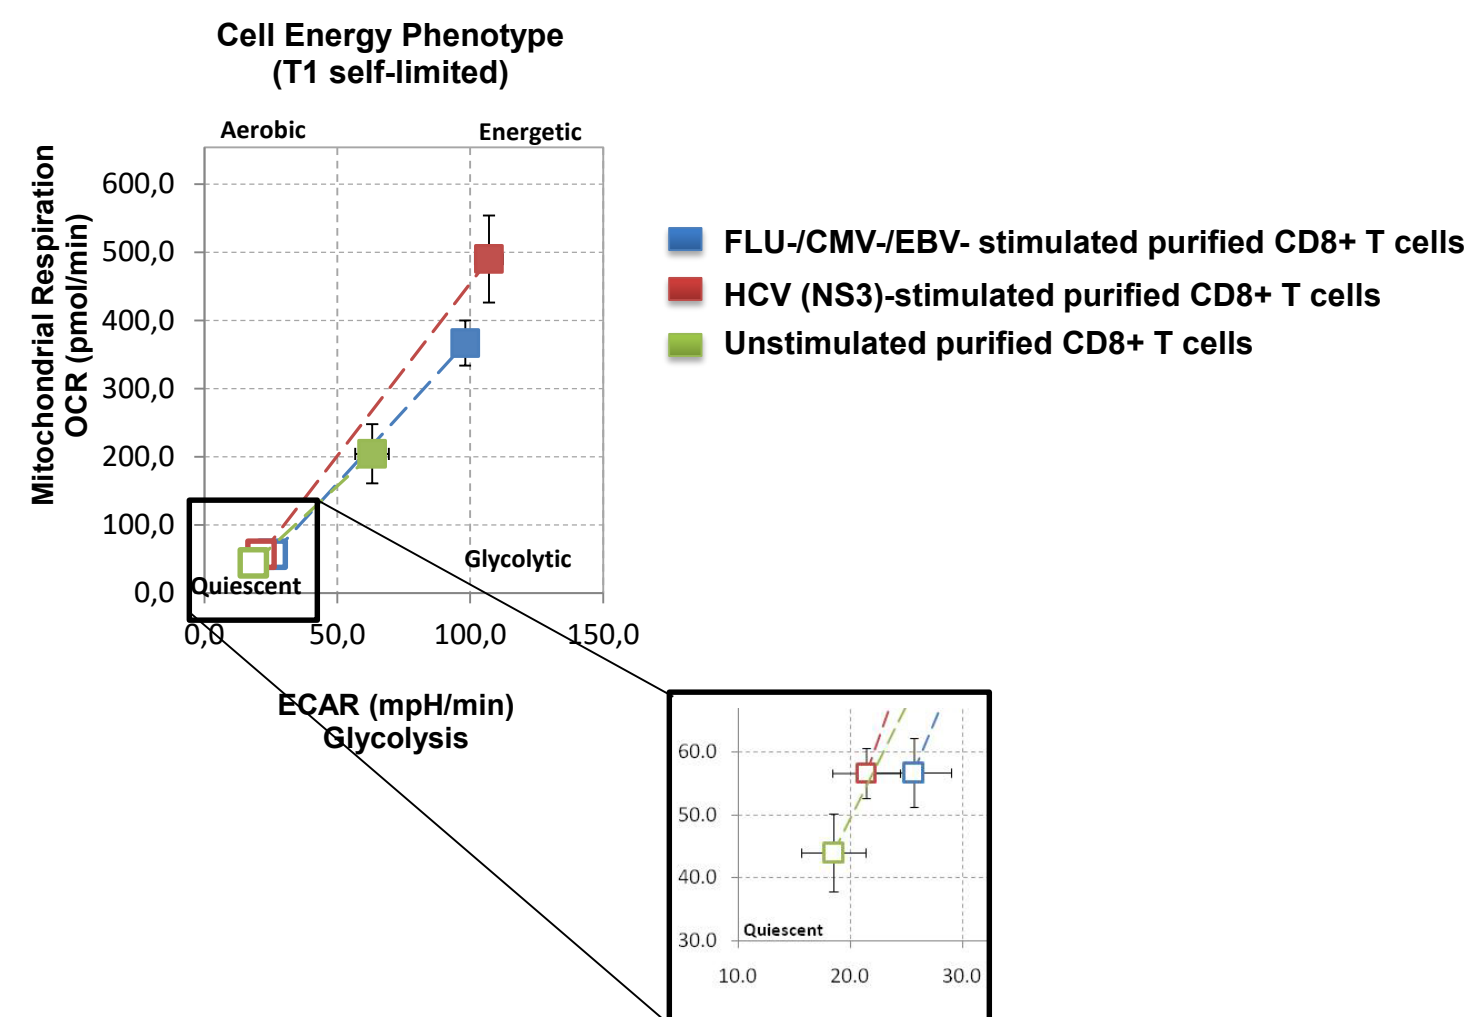 Cell Energy Phenotype
(T1 self-limited)
Aerobic
Energetic
Mitochondrial Respiration
OCR (pmol/min)
600,0
500,0
400,0
300,0
200,0
100,0
0,0
Glycolytic
Quiescent
0,0
50,0
100,0
150,0
ECAR (mpH/min)
Glycolysis
FLU-/CMV-/EBV- stimulated purified CD8+ T cells
HCV (NS3)-stimulated purified CD8+ T cells
Unstimulated purified CD8+ T cells
60.0
50.0
40.0
30.0
Quiescent
10.0
20.0
30.0